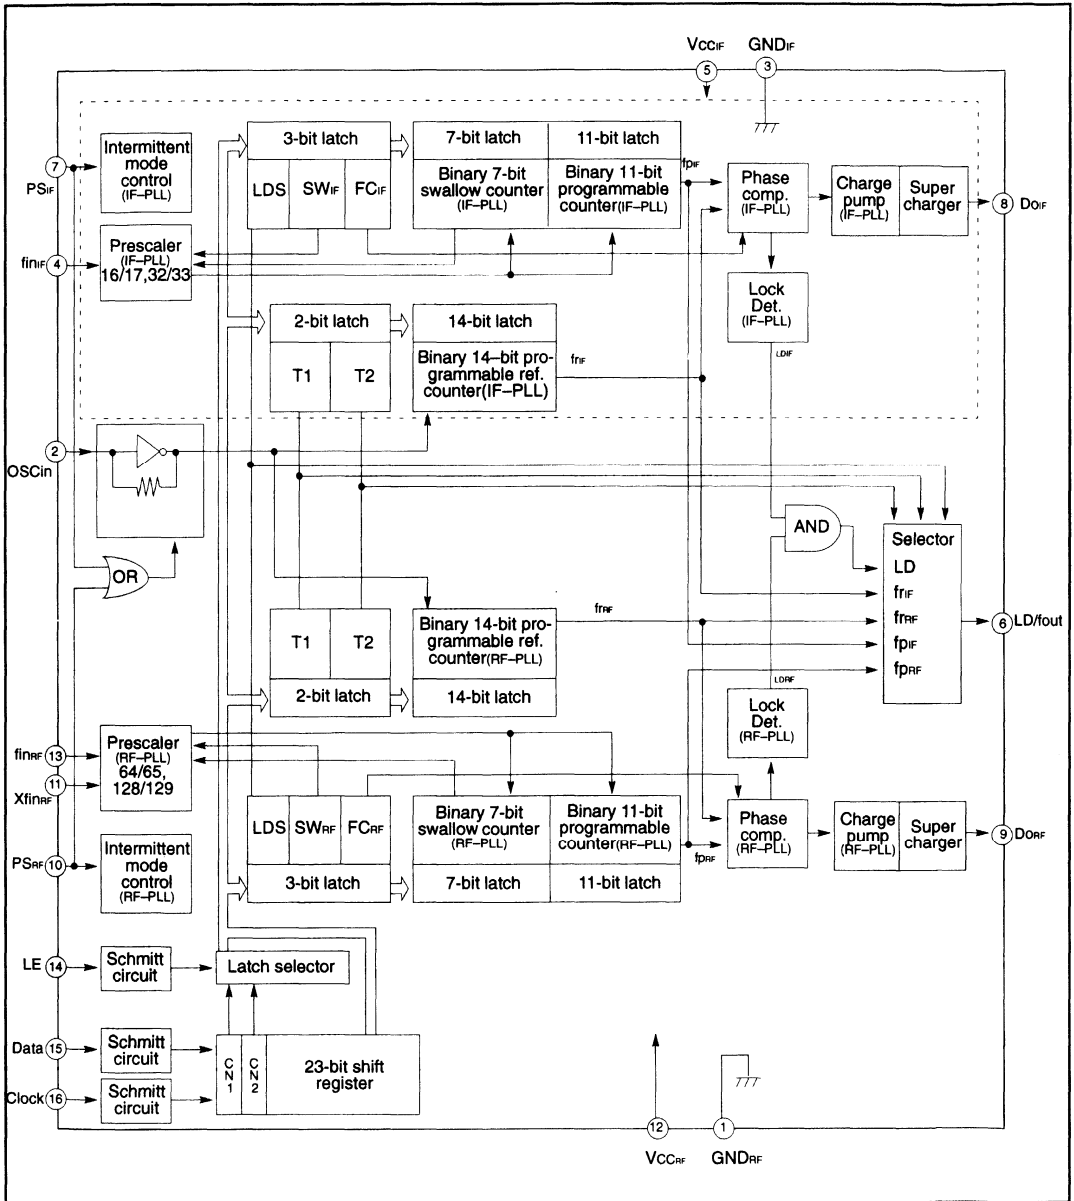 VCCIF
GNDIF
5
3
3-bit latch
LDS
SWIF
FCIF
7-bit latch
11-bit latch
Binary 7-bit
swallow counter
(IF–PLL)
Binary 11-bit
programmable
counter(IF–PLL)
fpIF
Intermittent
mode
control
(IF–PLL)
7
PSIF
Phase
comp.
(IF–PLL)
Charge
pump
(IF–PLL)
Super
charger
8
DoIF
Prescaler
(IF–PLL)
16/17,32/33
finIF
4
Lock
Det.
(IF–PLL)
LDIF
2-bit latch
T1
T2
14-bit latch
Binary 14–bit pro-
grammable ref.
counter(IF–PLL)
frIF
2
OSCin
OR
AND
Selector
LD
frIF
frRF
fpIF
fpRF
6
LD/fout
T1
T2
2-bit latch
Binary 14-bit pro-
grammable ref.
counter(RF–PLL)
14-bit latch
frRF
LDRF
Lock
Det.
(RF–PLL)
finRF
13
11
XfinRF
Prescaler
(RF–PLL)
64/65,
128/129
LDS
SWRF
FCRF
3-bit latch
Binary 7-bit
swallow counter
(RF–PLL)
Binary 11-bit
programmable
counter(RF–PLL)
7-bit latch
11-bit latch
fpRF
Phase
comp.
(RF–PLL)
Charge
pump
(RF–PLL)
Super
charger
9
DoRF
PSRF
10
Intermittent
mode
control
(RF–PLL)
LE
14
Schmitt
circuit
Latch selector
Data
15
Schmitt
circuit
Clock
16
Schmitt
circuit
CN1
CN2
23-bit shift
register
12
1
VCCRF
GNDRF